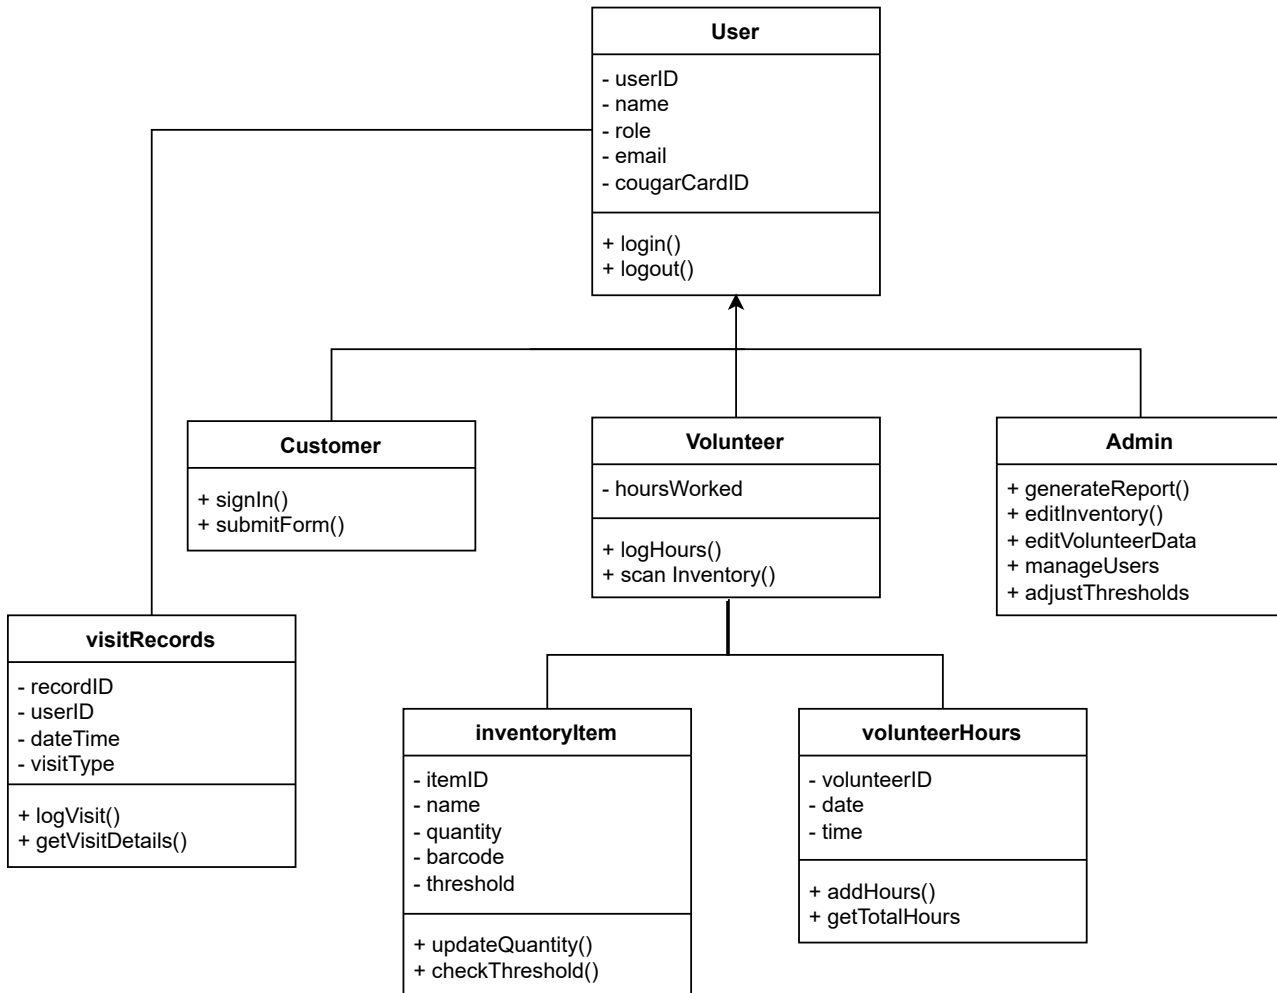 User
- userID
- name
- role
- email
- cougarCardID
+ login()
+ logout()
Customer
+ signIn()
+ submitForm()
Volunteer
- hoursWorked
+ logHours()
+ scan Inventory()
Admin
+ generateReport()
+ editInventory()
+ editVolunteerData
+ manageUsers
+ adjustThresholds
visitRecords
- recordID
- userID
- dateTime
- visitType
+ logVisit()
+ getVisitDetails()
inventoryItem
- itemID
- name
- quantity
- barcode
- threshold
+ updateQuantity()
+ checkThreshold()
volunteerHours
- volunteerID
- date
- time
+ addHours()
+ getTotalHours